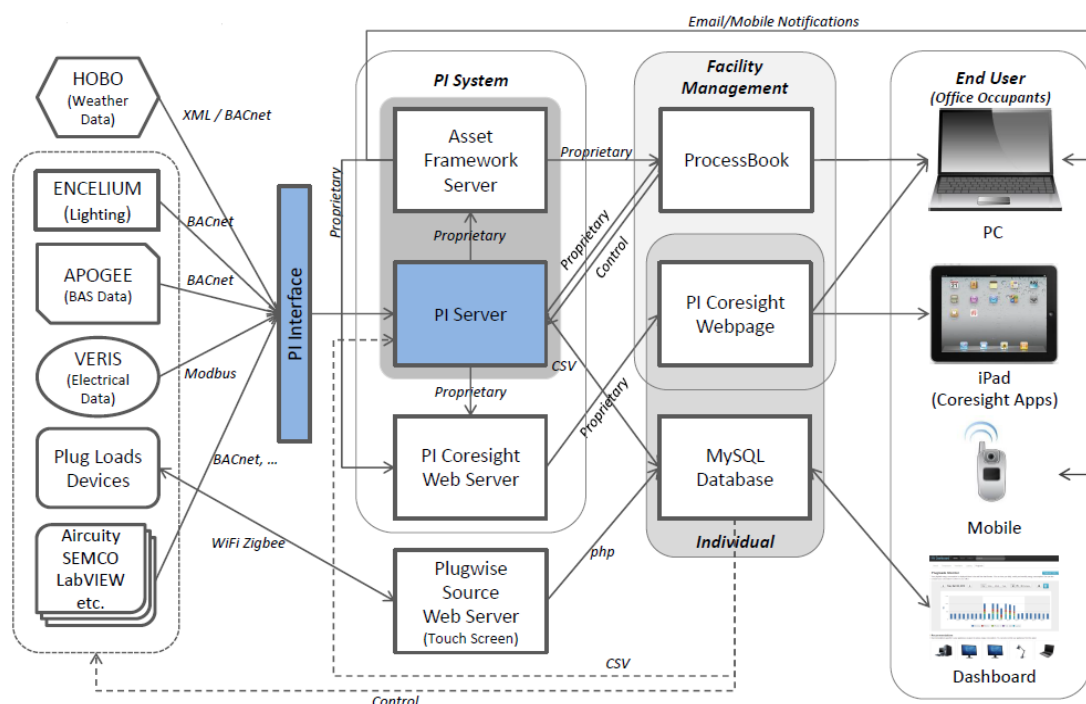 Email/Mobile Notifications
HOBO
(Weather
Data)
XML / BACnet
ENCELIUM
(Lighting)
BACnet
APOGEE
(BAS Data)
BACnet
VERIS
(Electrical
Data)
Modbus
Plug Loads
Devices
BACnet, ...
Aircuity
SEMCO
LabVIEW
etc.
WiFi Zigbee
PI Interface
PI System
Proprietary
Asset
Framework
Server
Proprietary
Proprietary
PI Server
Proprietary
Control
CSV
Proprietary
PI Coresight
Web Server
Proprietary
Plugwise
Source
Web Server
(Touch Screen)
php
CSV
Control
Facility
Management
ProcessBook
PI Coresight
Webpage
MySQL
Database
Individual
End User
(Office Occupants)
PC
iPad
(Coresight Apps)
Mobile
Dashboard